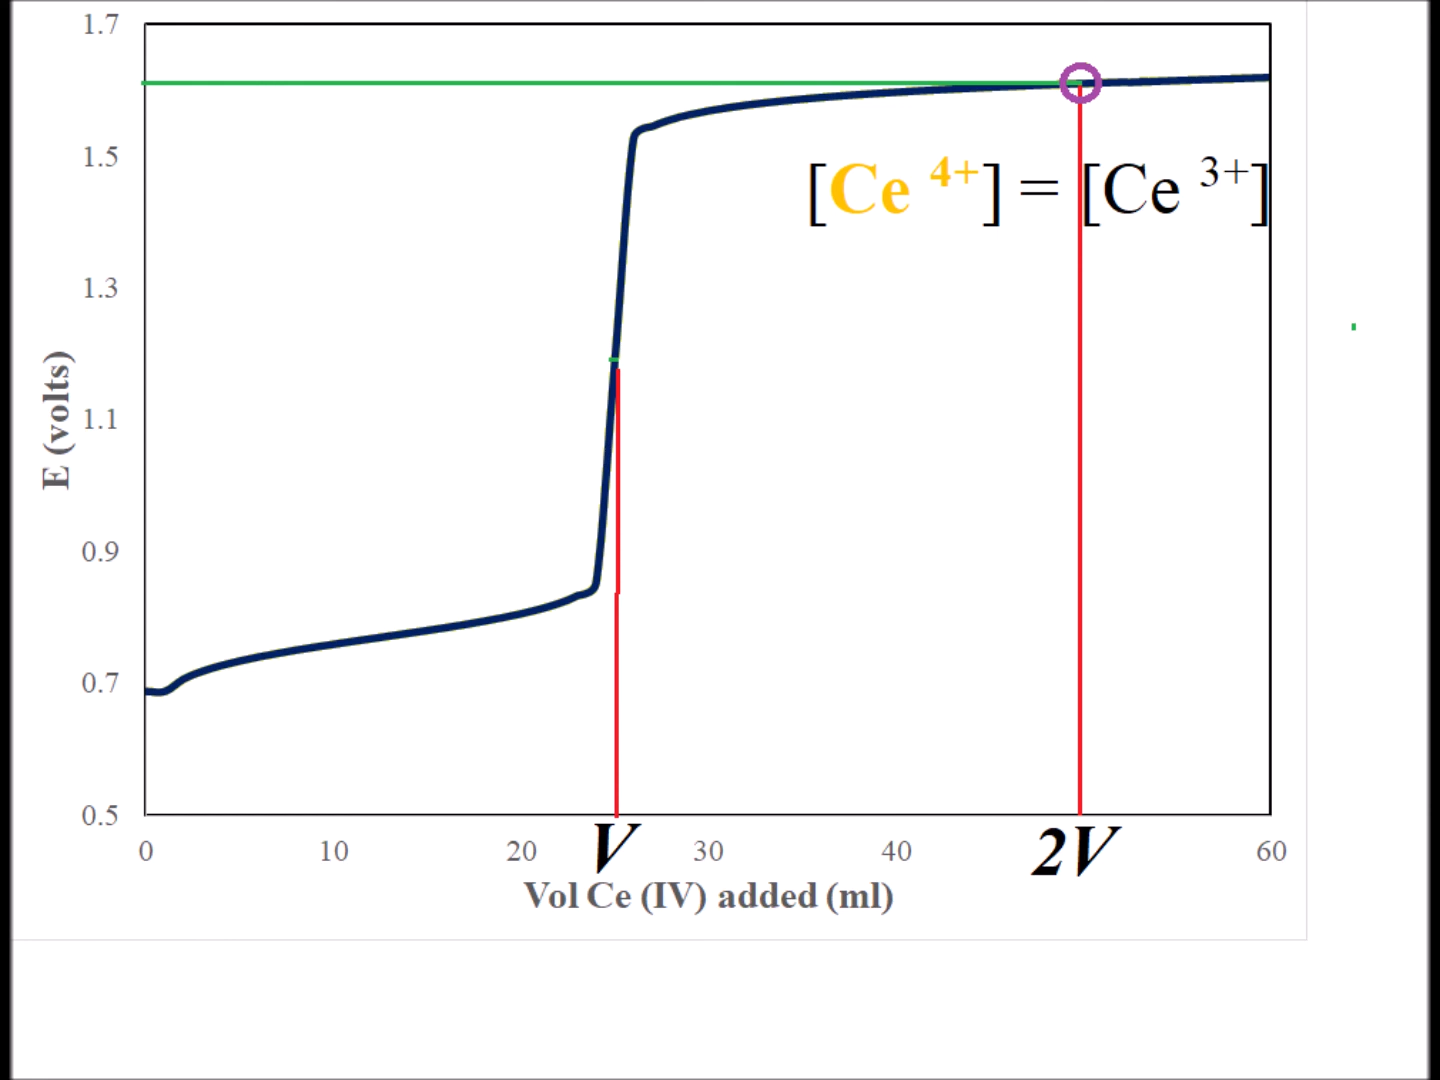 1.7
1.5
[Ce 4+] = [Ce 3+]
1.3
E (volts)
1.1
0.9
0.7
0.5
0 10 20 V 30 40 2V 60
Vol Ce (IV) added (ml)